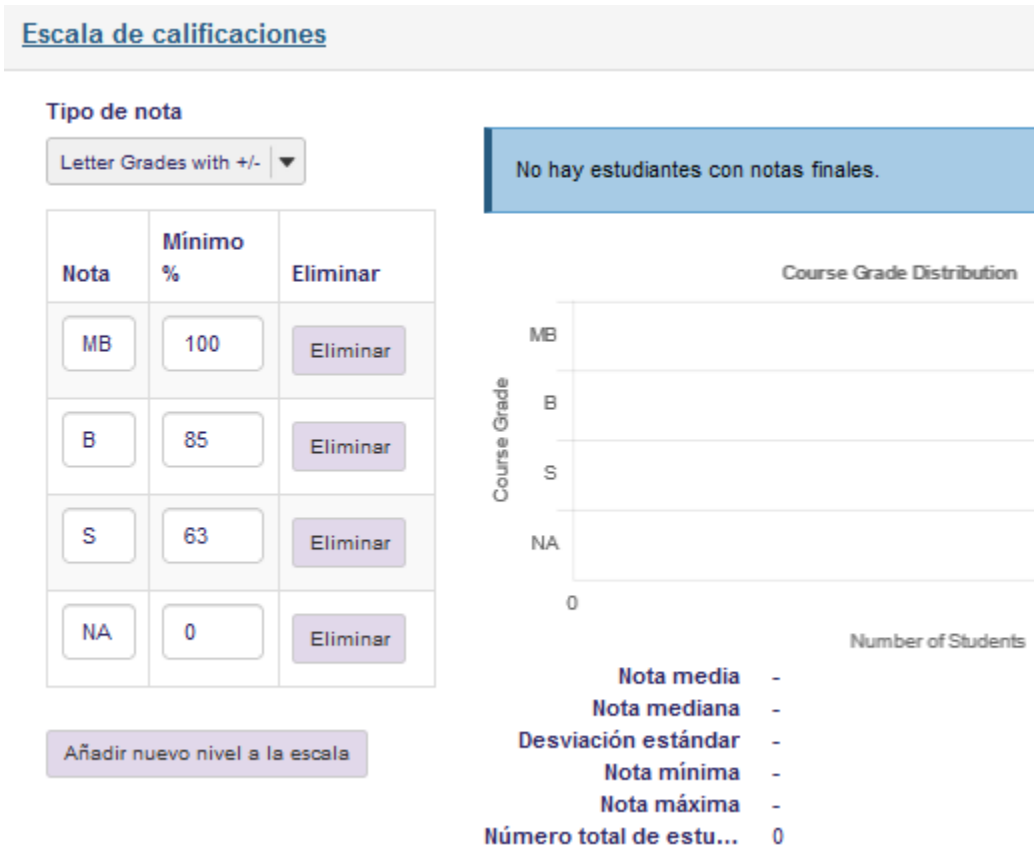 Escala de calificaciones
Tipo de nota
Letter Grades with +/-
No hay estudiantes con notas finales.
Nota
Mínimo
%
Eliminar
MB
100
Eliminar
B
85
Eliminar
S
63
Eliminar
NA
0
Eliminar
Añadir nuevo nivel a la escala
Course Grade Distribution
Course Grade
MB
B
S
NA
0
Number of Students
Nota media -
Nota mediana -
Desviación estándar -
Nota mínima -
Nota máxima -
Número total de estu... 0